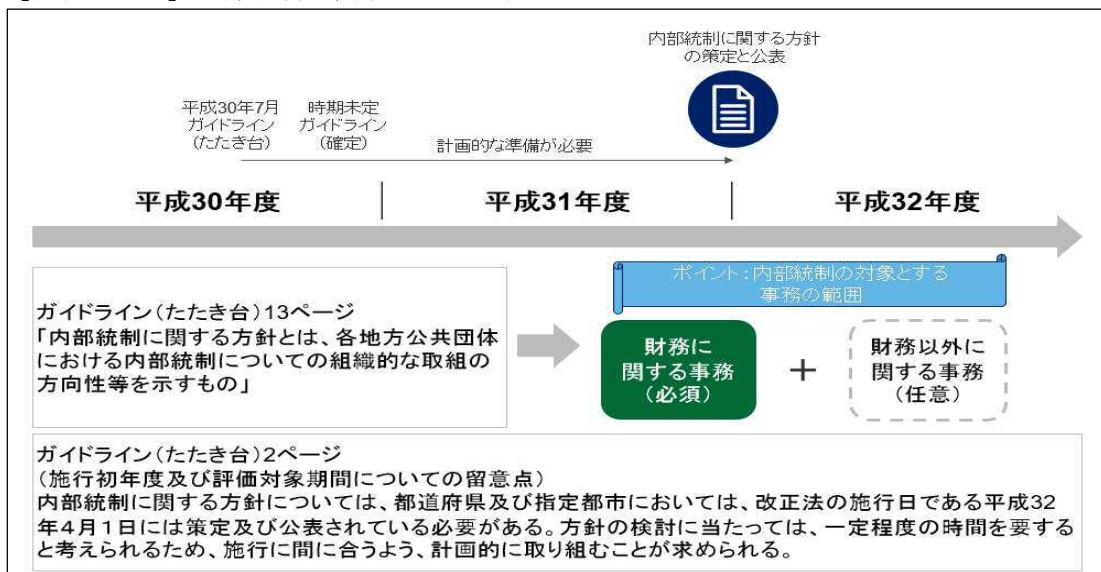 内部統制に関する方針
の策定と公表
平成30年7月
ガイドライン
(たたき台)
時期未定
ガイドライン
(確定)
計画的な準備が必要
平成30年度
平成31年度
平成32年度
ポイント:内部統制の対象とする
事務の範囲
ガイドライン(たたき台)13ページ
「内部統制に関する方針とは、各地方公共団体
における内部統制についての組織的な取組の
方向性等を示すもの」
財務に
関する事務
(必須)
+
財務以外に
関する事務
(任意)
ガイドライン(たたき台)2ページ
(施行初年度及び評価対象期間についての留意点)
内部統制に関する方針については、都道府県及び指定都市においては、改正法の施行日である平成32
年4月1日には策定及び公表されている必要がある。方針の検討に当たっては、一定程度の時間を要する
と考えられるため、施行に間に合うよう、計画的に取り組むことが求められる。